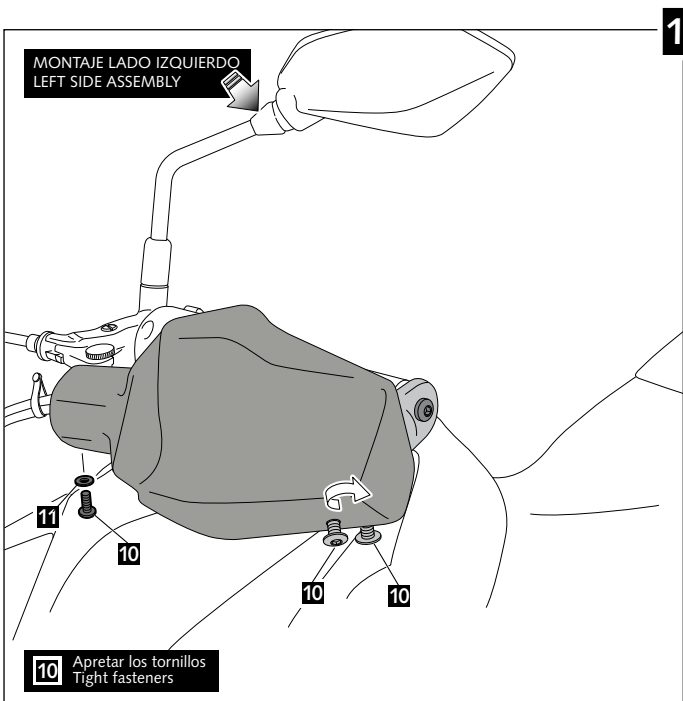 1
MONTAJE LADO IZQUIERDO
LEFT SIDE ASSEMBLY
11
10
10
10
10 Apretar los tornillos
Tight fasteners